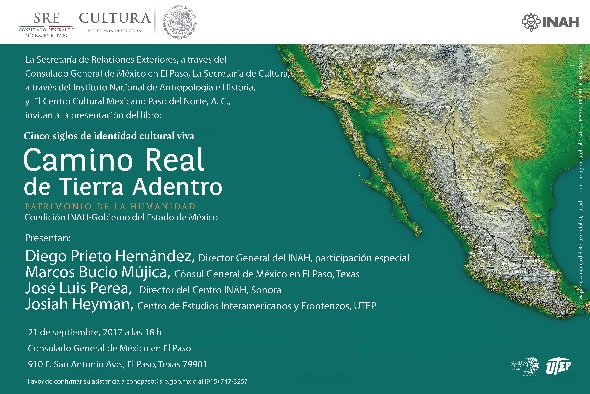 SRE
CULTURA
SECRETARÍA DE CULTURA
INAH
La Secretaría de Relaciones Exteriores, a través del
Consulado General de México en El Paso, La Secretaría de Cultura,
a través del Instituto Nacional de Antropología e Historia,
y El Centro Cultural Mexicano Paso del Norte, A. C.,
invitan a la presentación del libro:
Cinco siglos de identidad cultural viva
Camino Real
de Tierra Adentro
PATRIMONIO DE LA HUMANIDAD
Coedición INAH-Gobierno del Estado de México
Presentan:
Diego Prieto Hernández, Director General del INAH, participación especial
Marcos Bucio Mújica, Cónsul General de México en El Paso, Texas
José Luis Perea, Director del Centro INAH, Sonora
Josiah Heyman, Centro de Estudios Interamericanos y Fronterizos, UTEP
21 de septiembre, 2017 a las 18 h
Consulado General de México en El Paso
910 E. San Antonio Ave., El Paso, Texas 79901
Favor de confirmar su asistencia a
UTEP